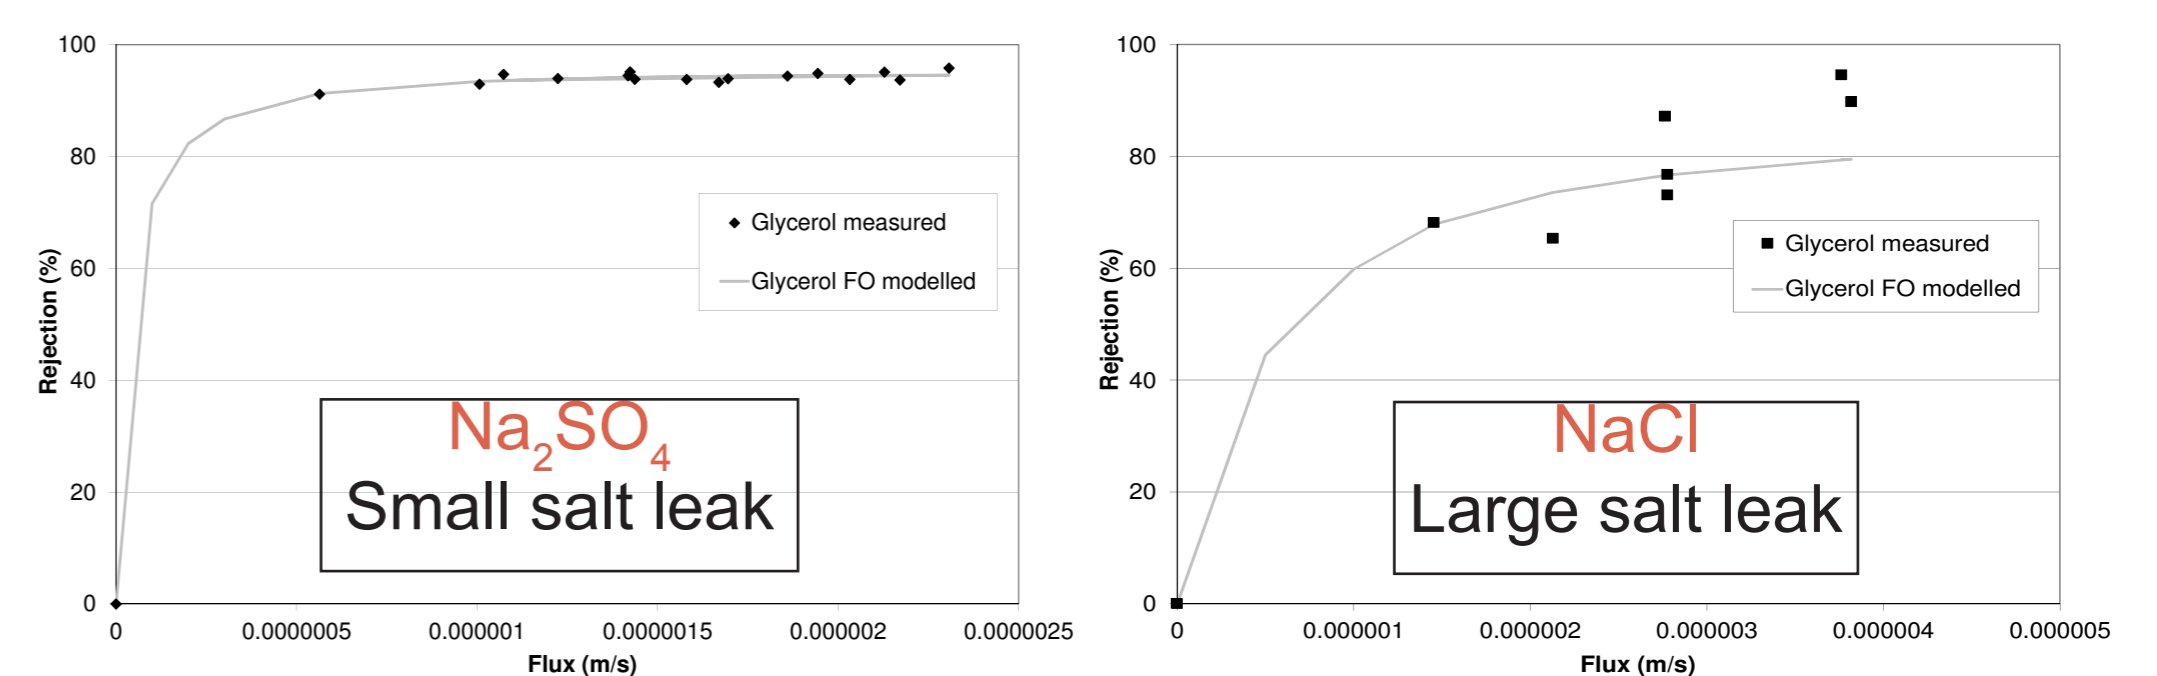 100
80
60
40
20
0
Rejection (%)
0
0.0000005
0.000001
0.0000015
0.000002
0.0000025
Flux (m/s)
Glycerol measured
Glycerol FO modelled
Na₂SO₄
Small salt leak
100
80
60
40
20
0
Rejection (%)
0
0.000001
0.000002
0.000003
0.000004
0.000005
Flux (m/s)
Glycerol measured
Glycerol FO modelled
NaCl
Large salt leak